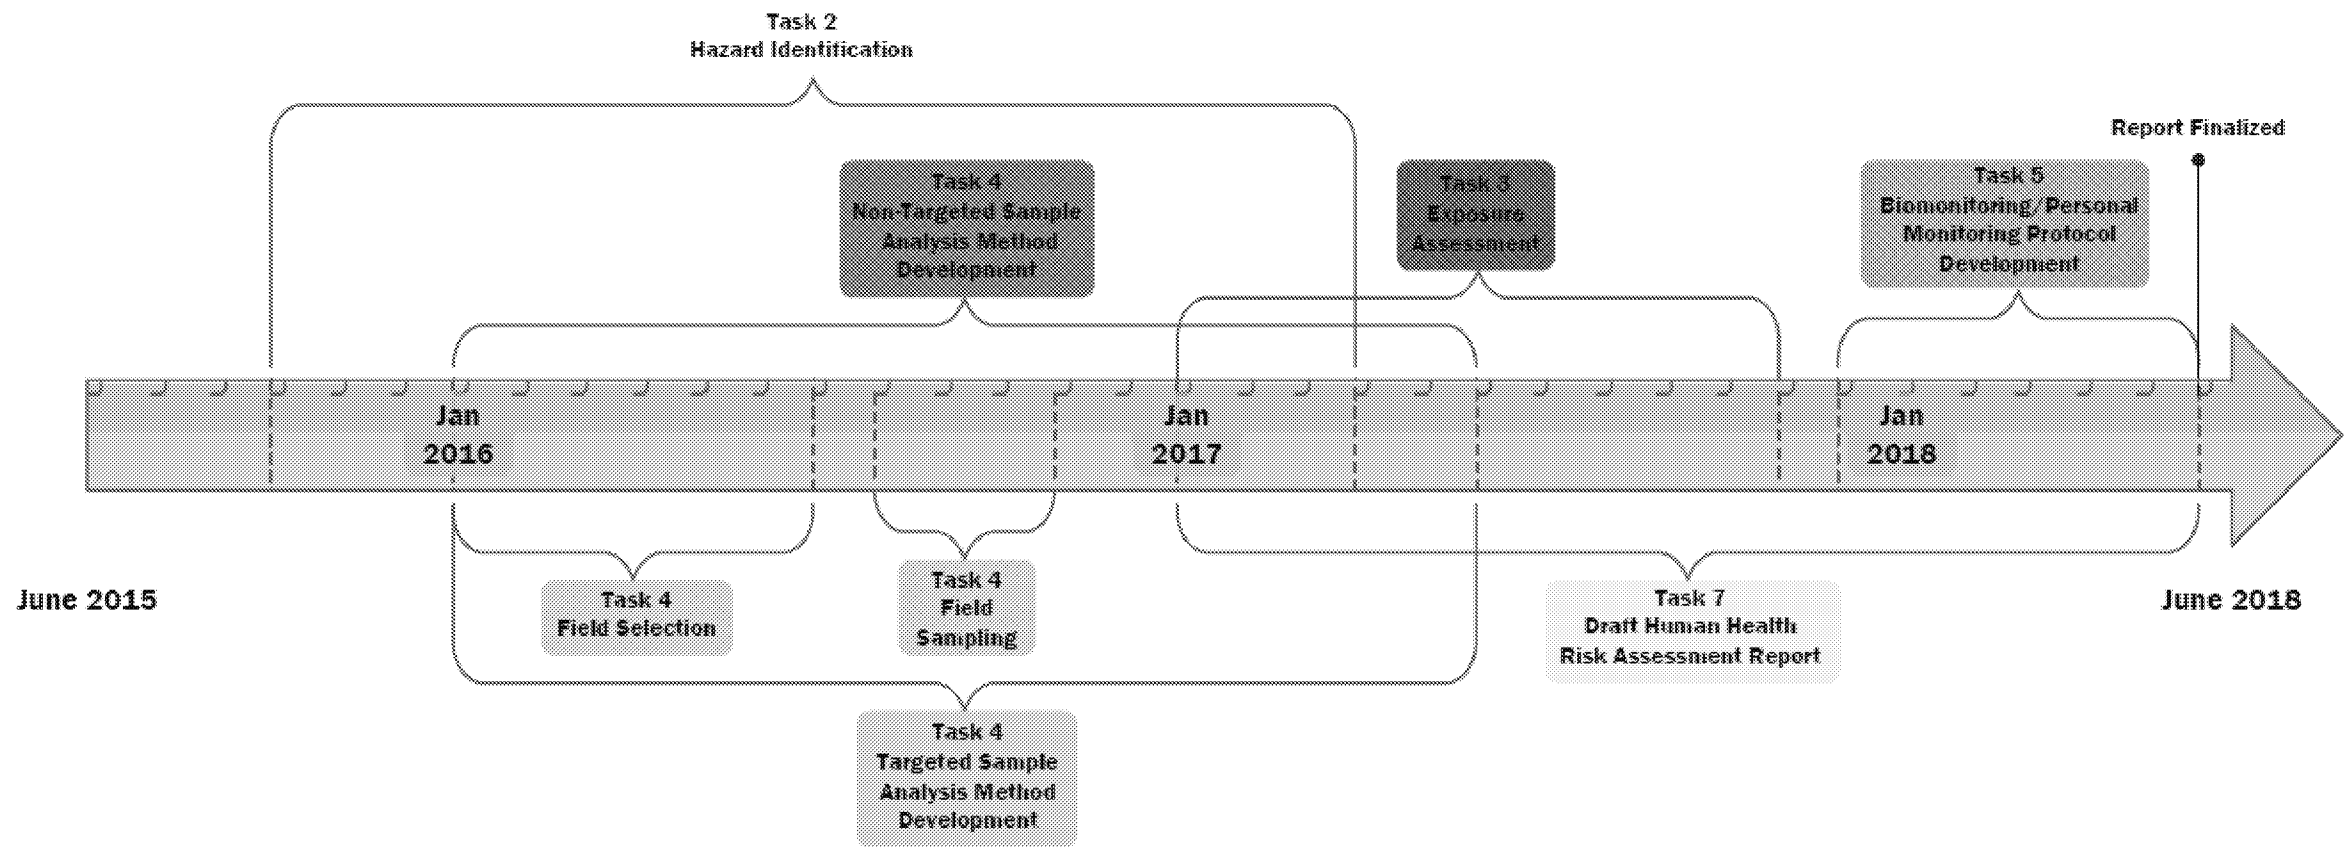 Task 2
Hazard Identification
Report Finalized
Task 4
Non-Targeted Sample
Analysis Method
Development
Task 3
Exposure
Assessment
Task 5
Biomonitoring/Personal
Monitoring Protocol
Development
Jan
2016
Jan
2017
Jan
2018
June 2015
Task 4
Field Selection
Task 4
Field
Sampling
Task 7
Draft Human Health
Risk Assessment Report
June 2018
Task 4
Targeted Sample
Analysis Method
Development